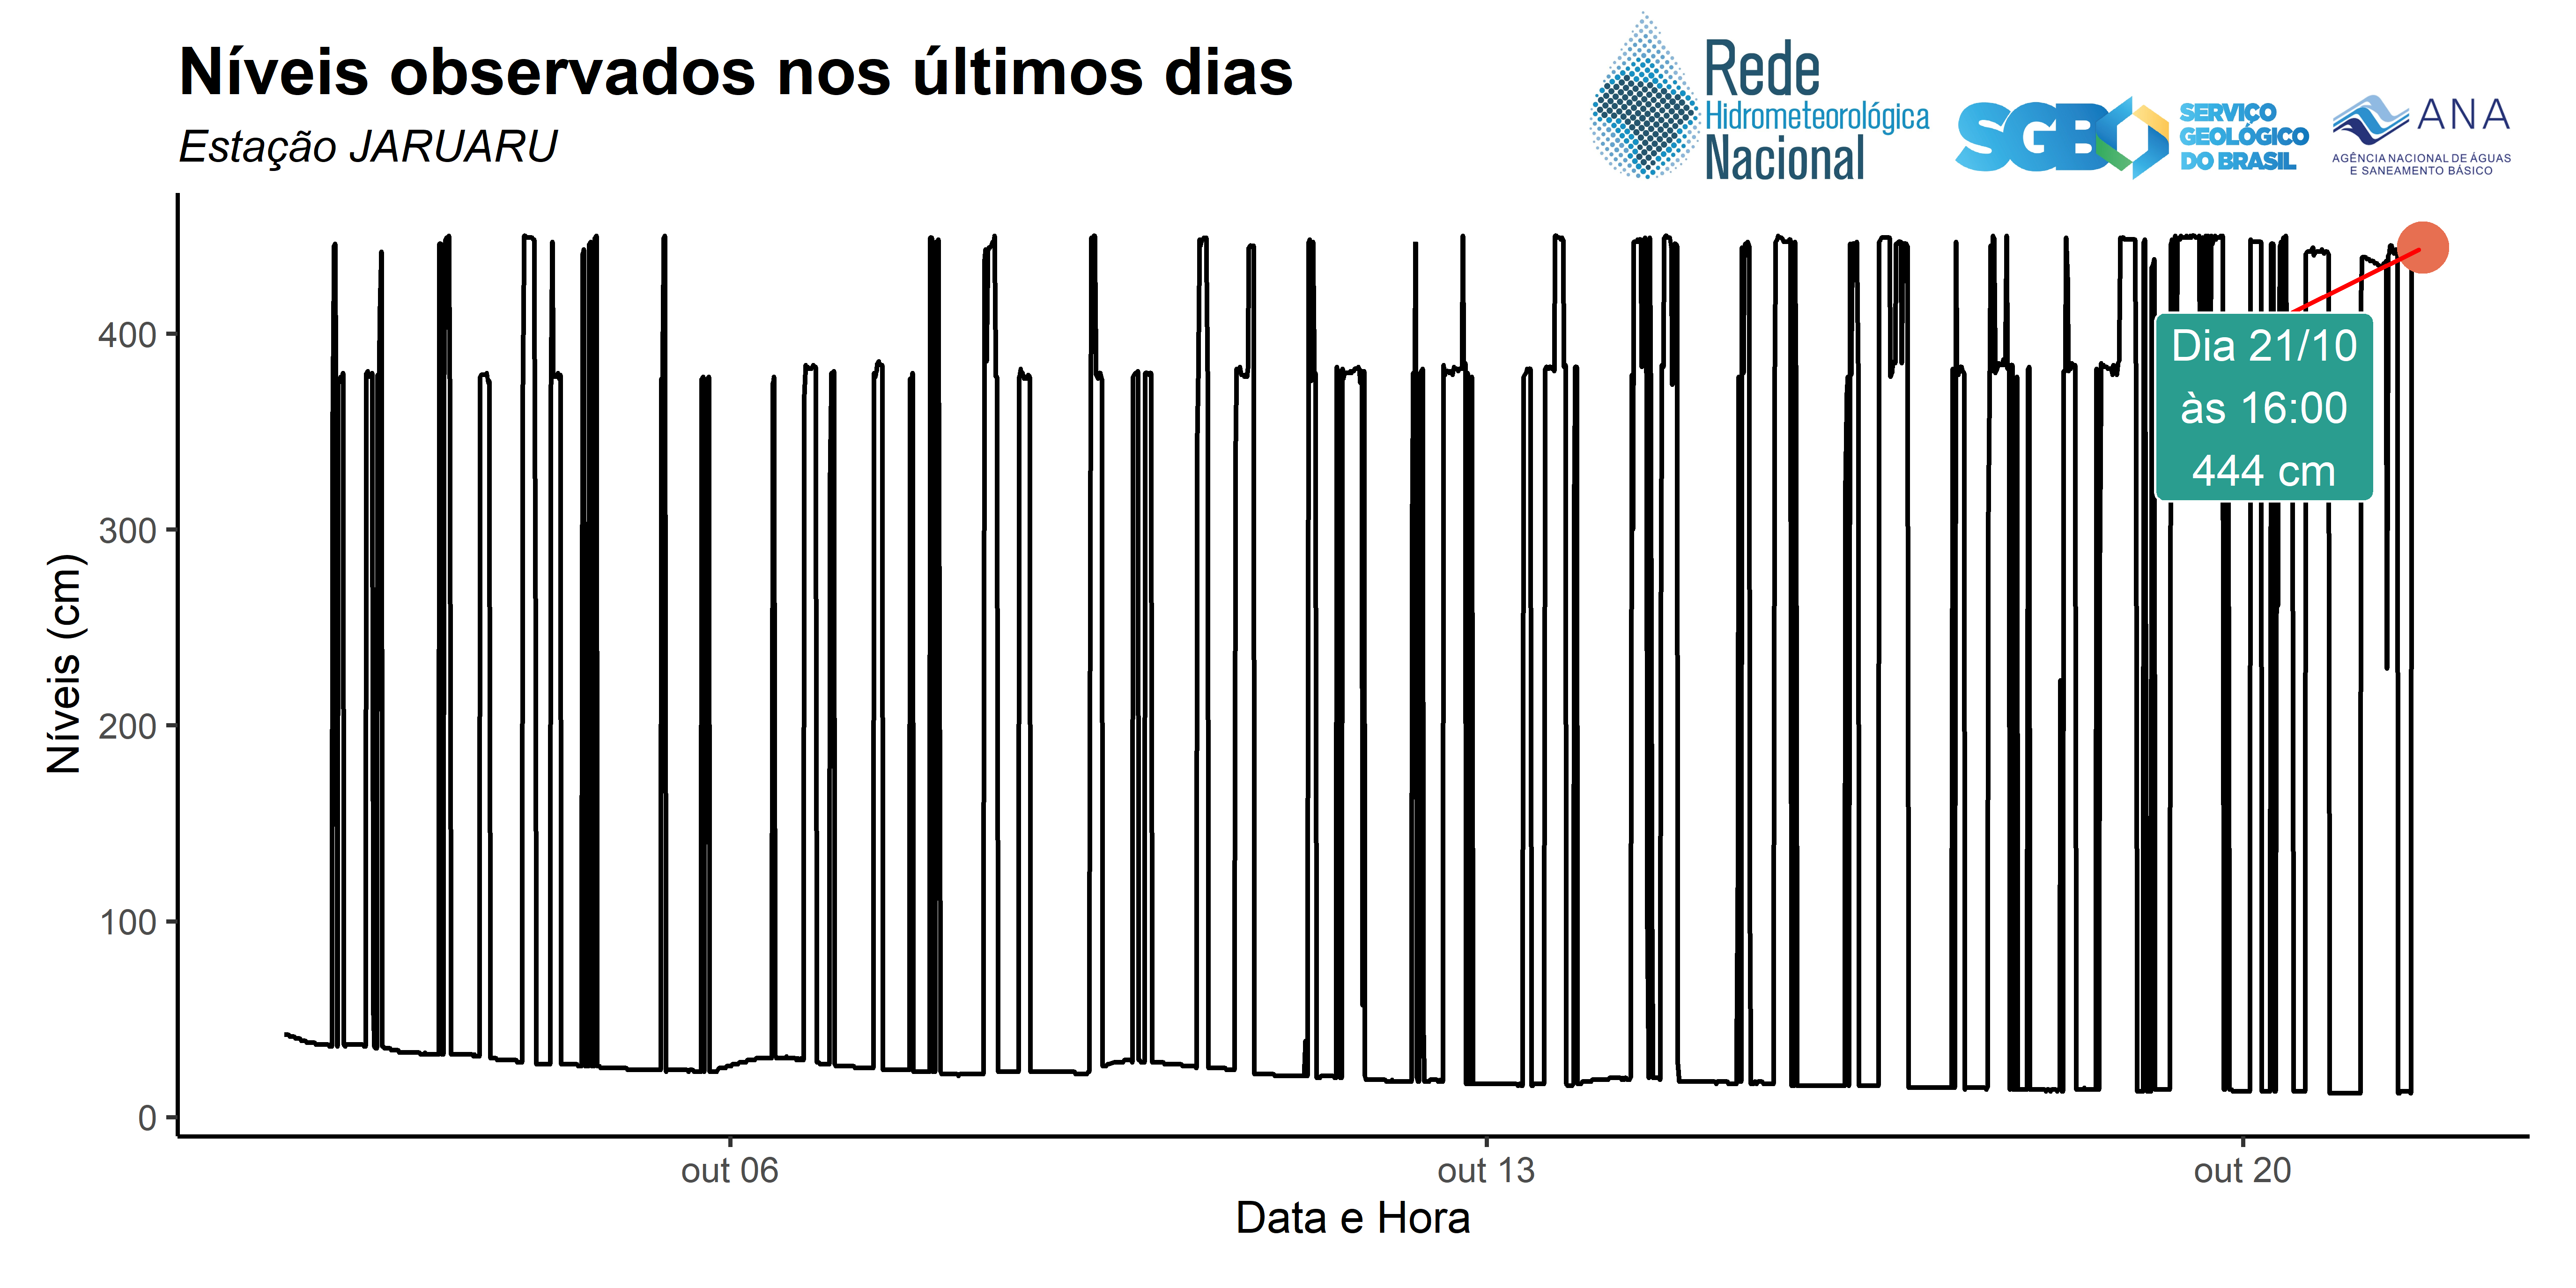 Níveis observados nos últimos dias
Estação JARUARU
Rede
Hidrometeorológica
Nacional
SGB
SERVIÇO
GEOLÓGICO
DO BRASIL
ANA
AGÊNCIA NACIONAL DE ÁGUAS
E SANEAMENTO BÁSICO
Níveis (cm)
400
300
200
100
0
Dia 21/10
às 16:00
444 cm
out 06
out 13
out 20
Data e Hora